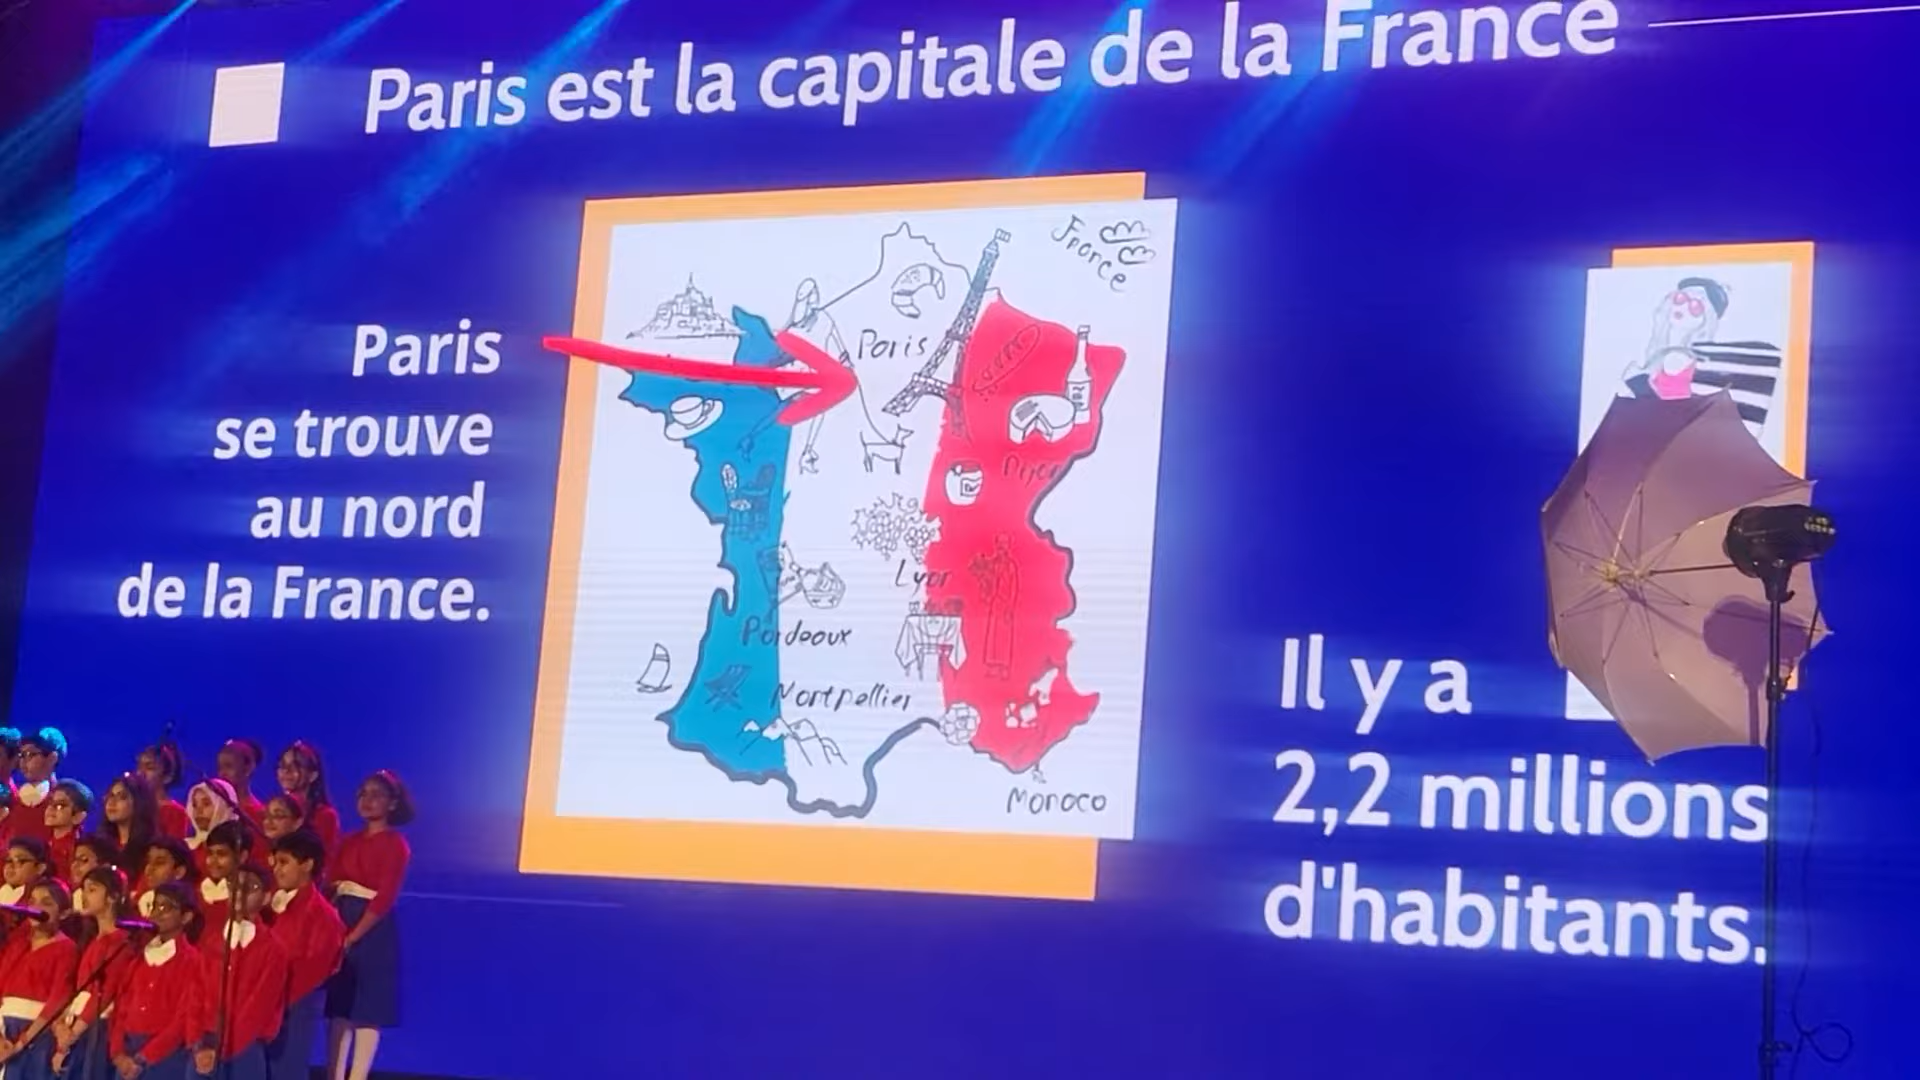 Paris est la capitale de la France
Paris
se trouve
au nord
de la France.
France
Paris
Dijon
Lyon
Bordeaux
Montpellier
Monoco
Il y a
2,2 millions
d'habitants.